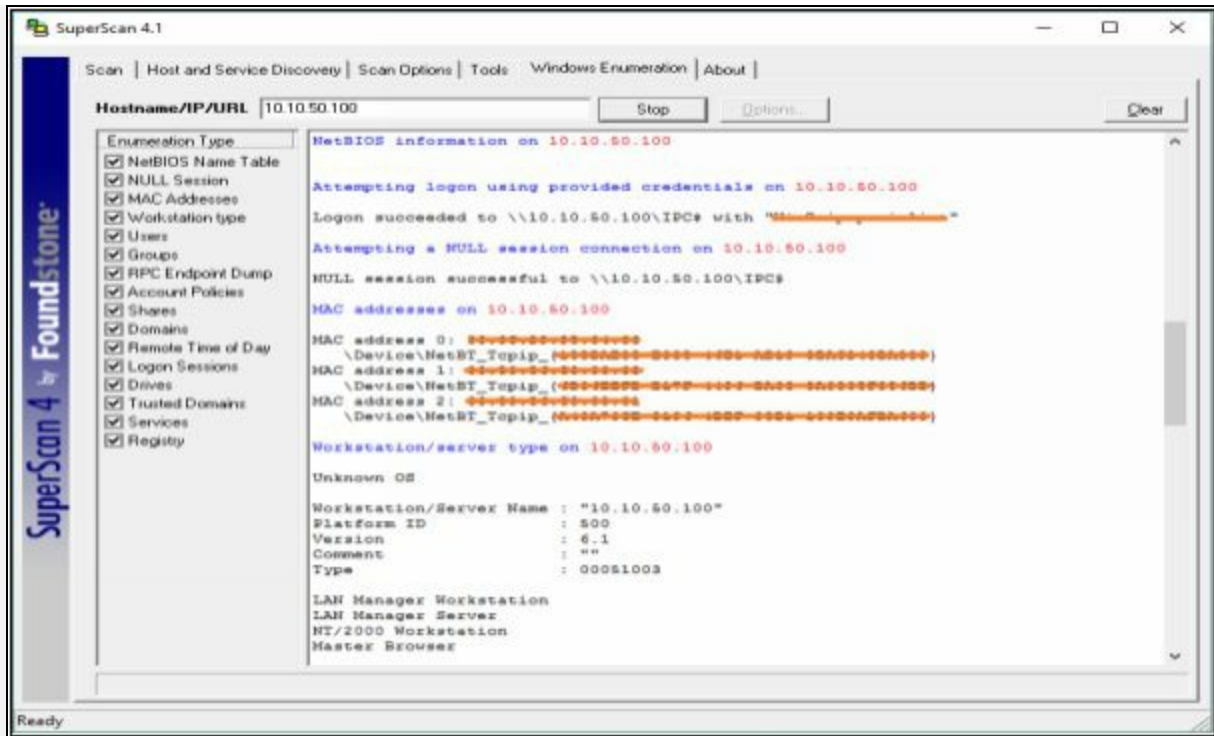 SuperScan 4.1
Scan | Host and Service Discovery | Scan Options | Tools Windows Enumeration | About |
Hostname/IP/URL 10.10.50.100 Stop Options... Clear
SuperScan 4 by Foundstone
Enumeration Type
NetBIOS Name Table
NULL Session
MAC Addresses
Workstation type
Users
Groups
RPC Endpoint Dump
Account Policies
Shares
Domains
Remote Time of Day
Logon Sessions
Drives
Trusted Domains
Services
Registry
NetBIOS information on 10.10.50.100
Attempting logon using provided credentials on 10.10.50.100
Logon succeeded to \\10.10.50.100\IPC$ with " "
Attempting a NULL session connection on 10.10.50.100
NULL session successful to \\10.10.50.100\IPC$
MAC addresses on 10.10.50.100
MAC address 0:
\Device\NetBT_Tcpip_{ }
MAC address 1:
\Device\NetBT_Tcpip_{ }
MAC address 2:
\Device\NetBT_Tcpip_{ }
Workstation/server type on 10.10.50.100
Unknown OS
Workstation/Server Name : "10.10.50.100"
Platform ID : 500
Version : 6.1
Comment : ""
Type : 00051003
LAN Manager Workstation
LAN Manager Server
NT/2000 Workstation
Master Browser
Ready